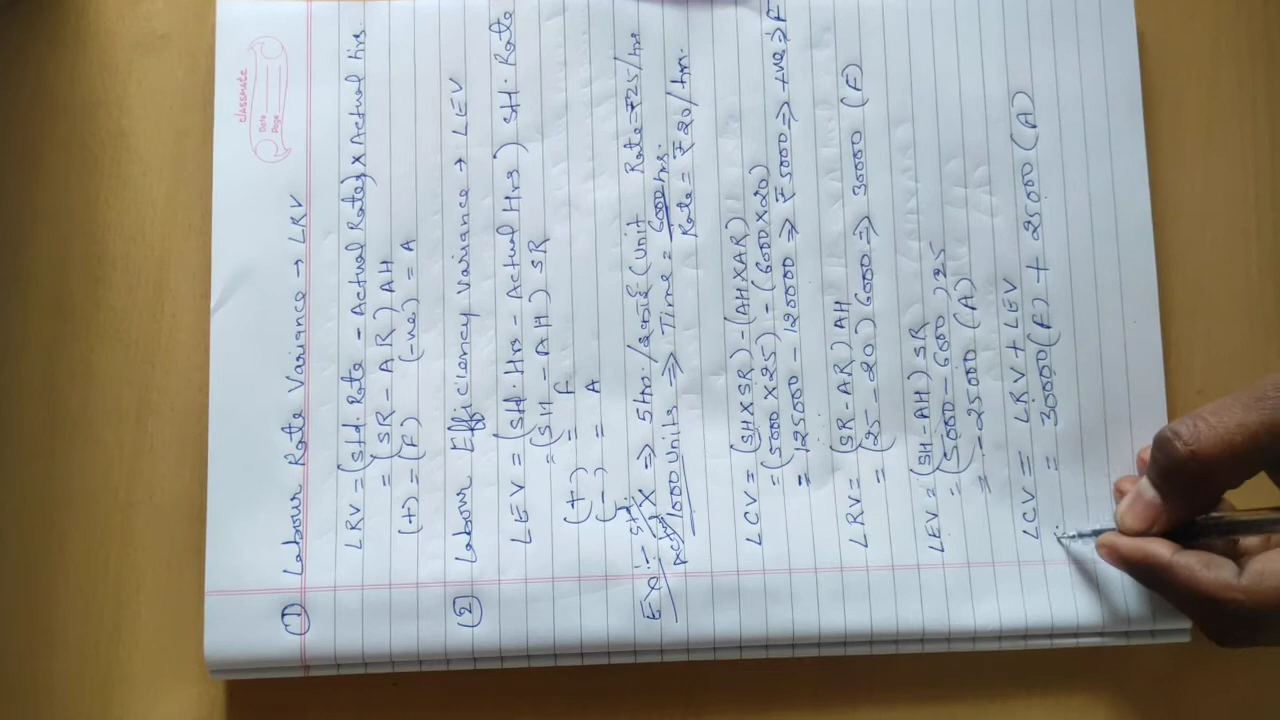 classmate
Date
Page
① Labour Rate Variance → LRV
LRV = (Std. Rate - Actual Rate) × Actual hrs.
= (SR - AR) AH
(+) = (F) (-ve) = A
② Labour Efficiency Variance → LEV
LEV = (Std. Hrs - Actual Hrs) Std. Rate
= (SH - AH) SR
(+) = F
(-) = A
Ex :- Std. X ⇒ 5 Hr. / Unit Rate = ₹25/hrs
Actual 1000 Units ⇒ Time = 6000 hrs.
Rate = ₹20/hr.
LCV = (SH X SR) - (AH X AR)
= (5000 X 25) - (6000 X 20)
= 125000 - 120000 ⇒ ₹5000 ⇒ +ve ⇒ F
LRV = (SR - AR) AH
= (25 - 20) 6000 ⇒ 30000 (F)
LEV = (SH - AH) SR
= (5000 - 6000) 25
= -25000 (A)
LCV = LRV + LEV
= 30000 (F) + 25000 (A)